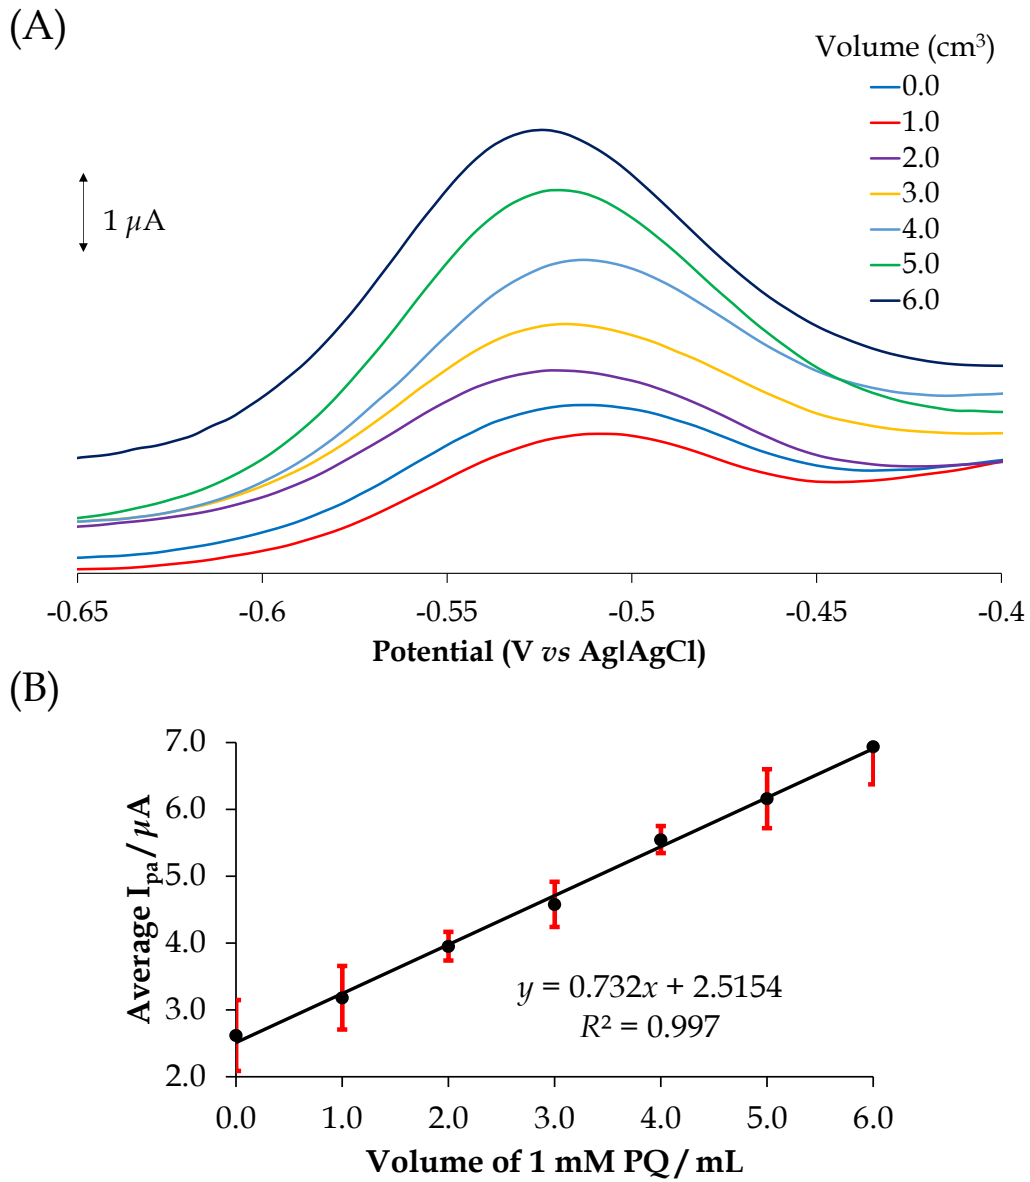 (A)
Volume (cm³)
0.0
1.0
2.0
3.0
4.0
5.0
6.0
1 µA
-0.65 -0.6 -0.55 -0.5 -0.45 -0.4
Potential (V vs Ag|AgCl)
(B)
Average Ipa / µA
7.0
6.0
5.0
4.0
3.0
2.0
y = 0.732x + 2.5154
R² = 0.997
0.0 1.0 2.0 3.0 4.0 5.0 6.0
Volume of 1 mM PQ / mL